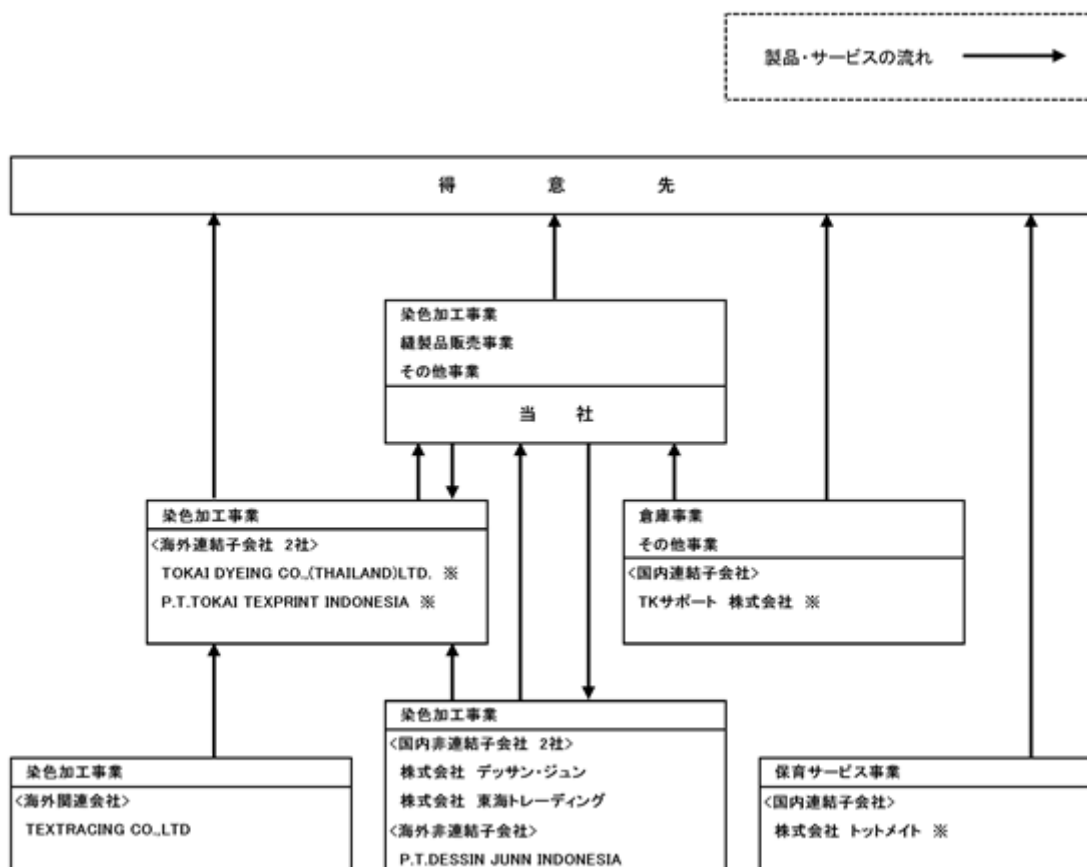 製品・サービスの流れ
得意先
染色加工事業
縫製品販売事業
その他事業
当社
染色加工事業
<海外連結子会社 2社>
TOKAI DYEING CO.,(THAILAND)LTD. ※
P.T.TOKAI TEXPRINT INDONESIA ※
倉庫事業
その他事業
<国内連結子会社>
TKサポート 株式会社 ※
染色加工事業
<海外関連会社>
TEXTRACING CO.,LTD
染色加工事業
<国内非連結子会社 2社>
株式会社 デッサン・ジュン
株式会社 東海トレーディング
<海外非連結子会社>
P.T.DESSIN JUNN INDONESIA
保育サービス事業
<国内連結子会社>
株式会社 トットメイト ※